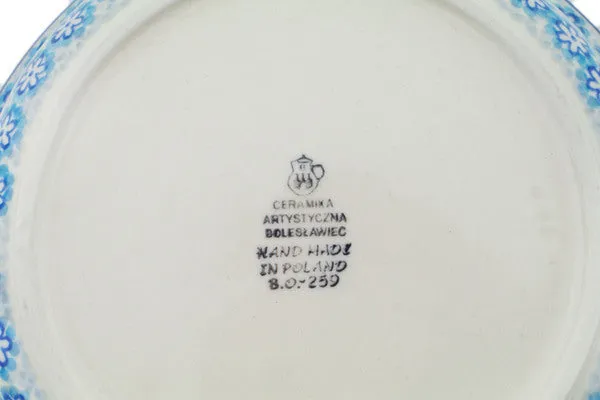 CERAMIKA
ARTYSTYCZNA
BOLESŁAWIEC
HAND MADE
IN POLAND
B.O.-259